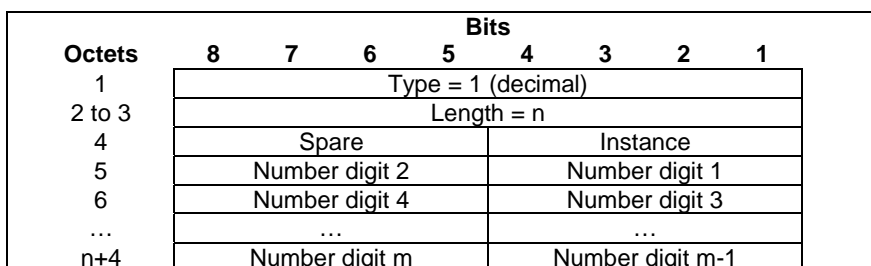 Bits
Octets 8 7 6 5 4 3 2 1
1 Type = 1 (decimal)
2 to 3 Length = n
4 Spare Instance
5 Number digit 2 Number digit 1
6 Number digit 4 Number digit 3
… … …
n+4 Number digit m Number digit m-1